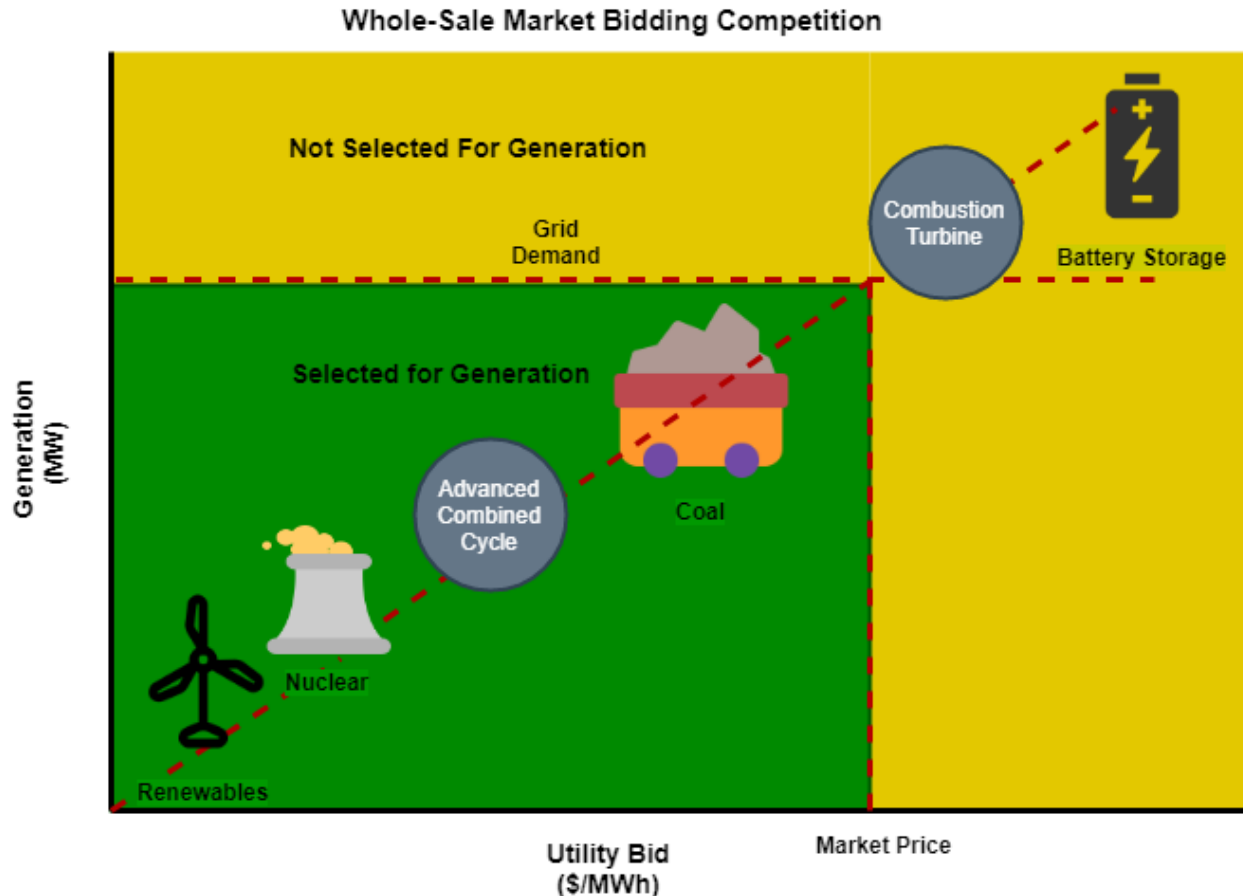 Whole-Sale Market Bidding Competition
Not Selected For Generation
Grid
Demand
Combustion
Turbine
Battery Storage
Selected for Generation
Generation
(MW)
Advanced
Combined
Cycle
Coal
Nuclear
Renewables
Market Price
Utility Bid
($/MWh)